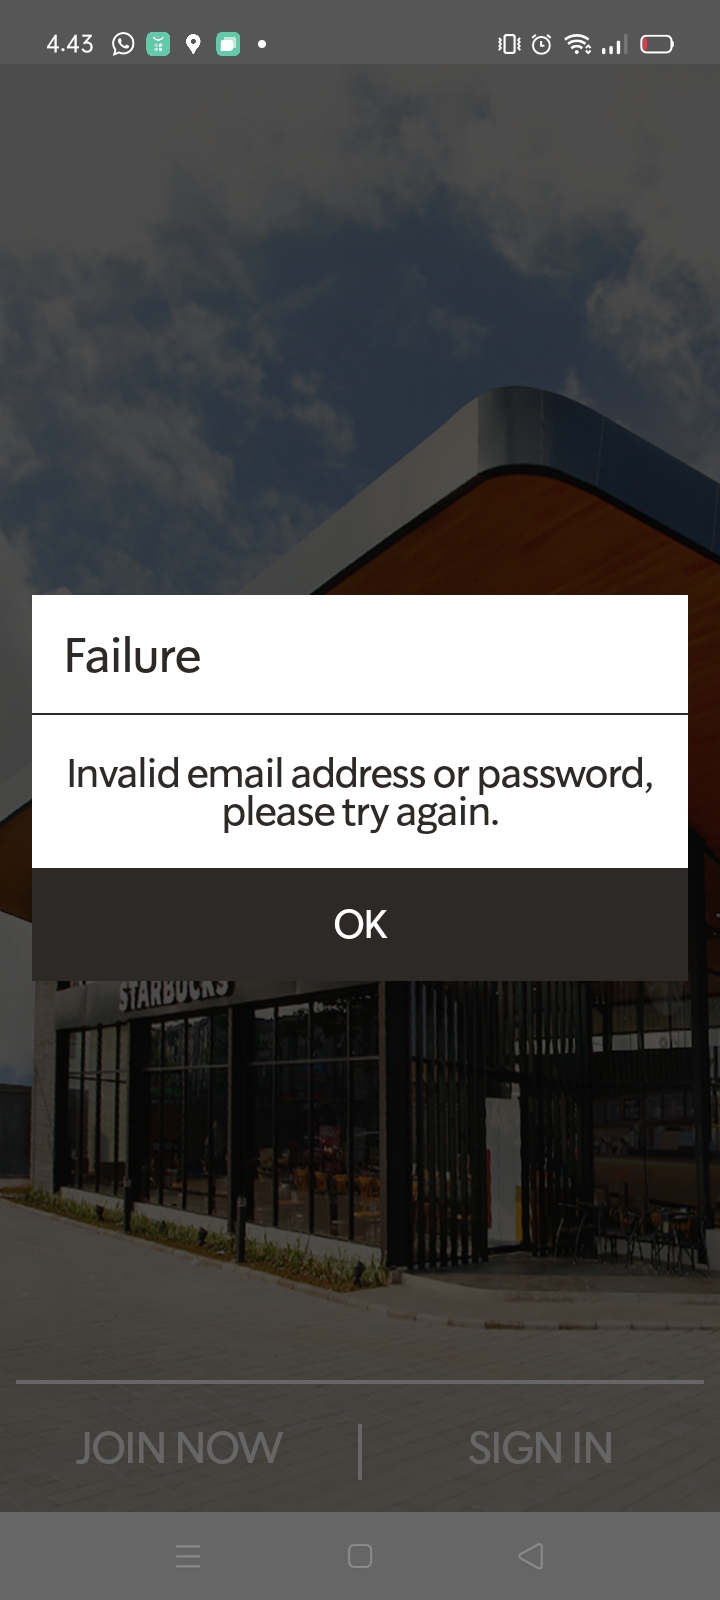 4.43
Failure
Invalid email address or password,
please try again.
OK
STARBUCKS
JOIN NOW
SIGN IN